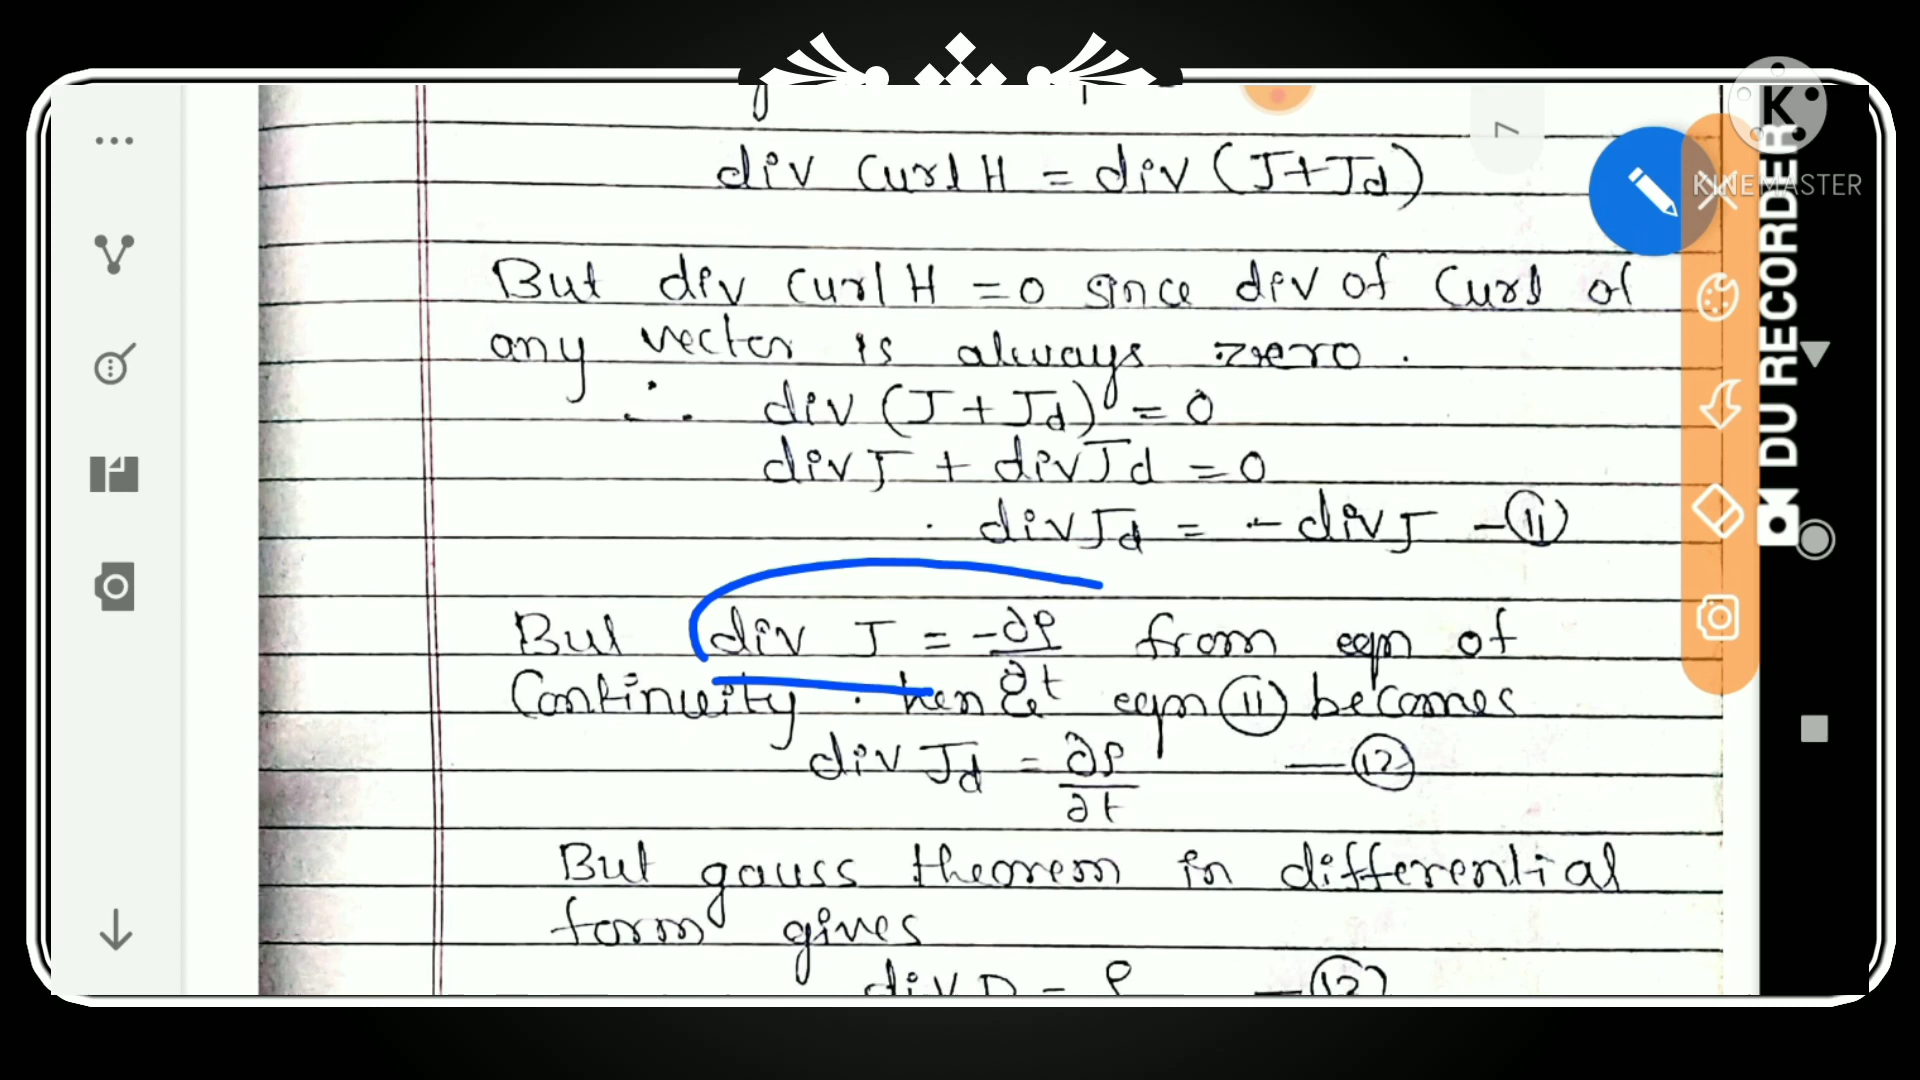 div Curl H = div (J+Jd)
But div Curl H = 0 since div of Curl of
any vector is always zero.
∴ div (J + Jd) = 0
div J + div Jd = 0
∴ div Jd = - div J - (11)
But div J = -∂ρ/∂t from eqn of
Continuity. hence eqn (11) becomes
div Jd = ∂ρ/∂t — (12)
But gauss theorem in differential
form gives
div D = ρ
7
K
KINEMASTER
DU RECORDER